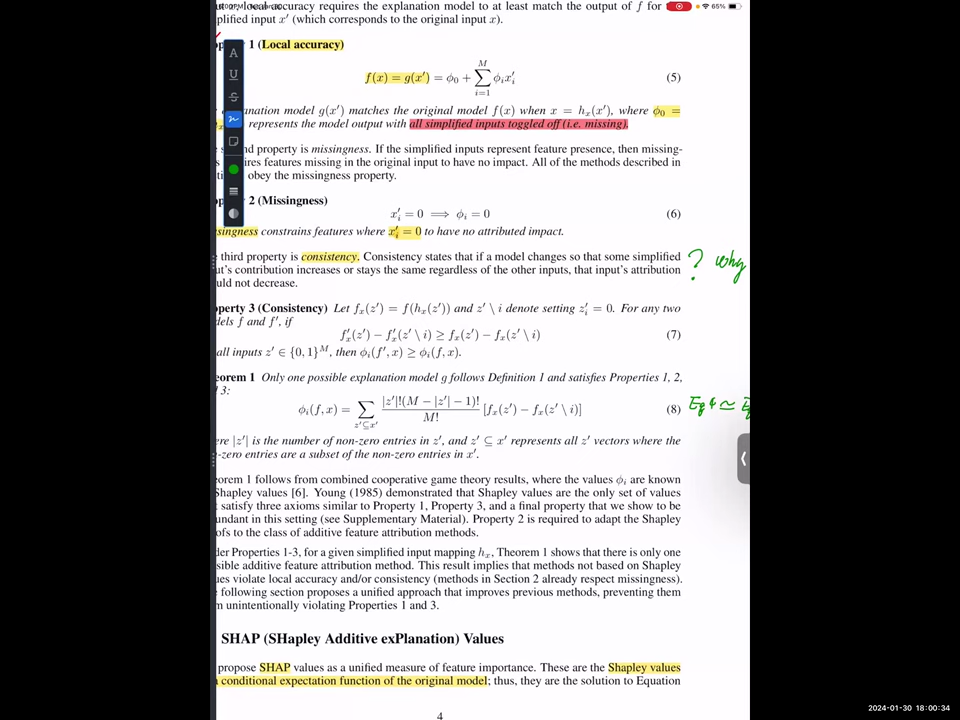 local accuracy requires the explanation model to at least match the output of f for
plified input x′ (which corresponds to the original input x).
65%
1 (Local accuracy)
f(x) = g(x′) = ϕ₀ + ∑ᵢ₌₁ᴹ ϕᵢx′ᵢ (5)
anation model g(x′) matches the original model f(x) when x = hₓ(x′), where ϕ₀ =
represents the model output with all simplified inputs toggled off (i.e. missing).
nd property is missingness. If the simplified inputs represent feature presence, then missing-
ires features missing in the original input to have no impact. All of the methods described in
obey the missingness property.
2 (Missingness)
x′ᵢ = 0 ⟹ ϕᵢ = 0 (6)
singness constrains features where x′ᵢ = 0 to have no attributed impact.
third property is consistency. Consistency states that if a model changes so that some simplified
ut's contribution increases or stays the same regardless of the other inputs, that input's attribution
uld not decrease.
? why
operty 3 (Consistency) Let fₓ(z′) = f(hₓ(z′)) and z′ \ i denote setting z′ᵢ = 0. For any two
dels f and f′, if
f′ₓ(z′) − f′ₓ(z′ \ i) ≥ fₓ(z′) − fₓ(z′ \ i) (7)
all inputs z′ ∈ {0, 1}ᴹ, then ϕᵢ(f′, x) ≥ ϕᵢ(f, x).
eorem 1 Only one possible explanation model g follows Definition 1 and satisfies Properties 1, 2,
3:
ϕᵢ(f, x) = ∑_{z′⊆x′} |z′|!(M − |z′| − 1)! / M! [fₓ(z′) − fₓ(z′ \ i)] (8)
ere |z′| is the number of non-zero entries in z′, and z′ ⊆ x′ represents all z′ vectors where the
-zero entries are a subset of the non-zero entries in x′.
eorem 1 follows from combined cooperative game theory results, where the values ϕᵢ are known
Shapley values [6]. Young (1985) demonstrated that Shapley values are the only set of values
satisfy three axioms similar to Property 1, Property 3, and a final property that we show to be
undant in this setting (see Supplementary Material). Property 2 is required to adapt the Shapley
ofs to the class of additive feature attribution methods.
der Properties 1-3, for a given simplified input mapping hₓ, Theorem 1 shows that there is only one
sible additive feature attribution method. This result implies that methods not based on Shapley
ues violate local accuracy and/or consistency (methods in Section 2 already respect missingness).
following section proposes a unified approach that improves previous methods, preventing them
m unintentionally violating Properties 1 and 3.
SHAP (SHapley Additive exPlanation) Values
propose SHAP values as a unified measure of feature importance. These are the Shapley values
conditional expectation function of the original model; thus, they are the solution to Equation
4
2024-01-30 18:00:34